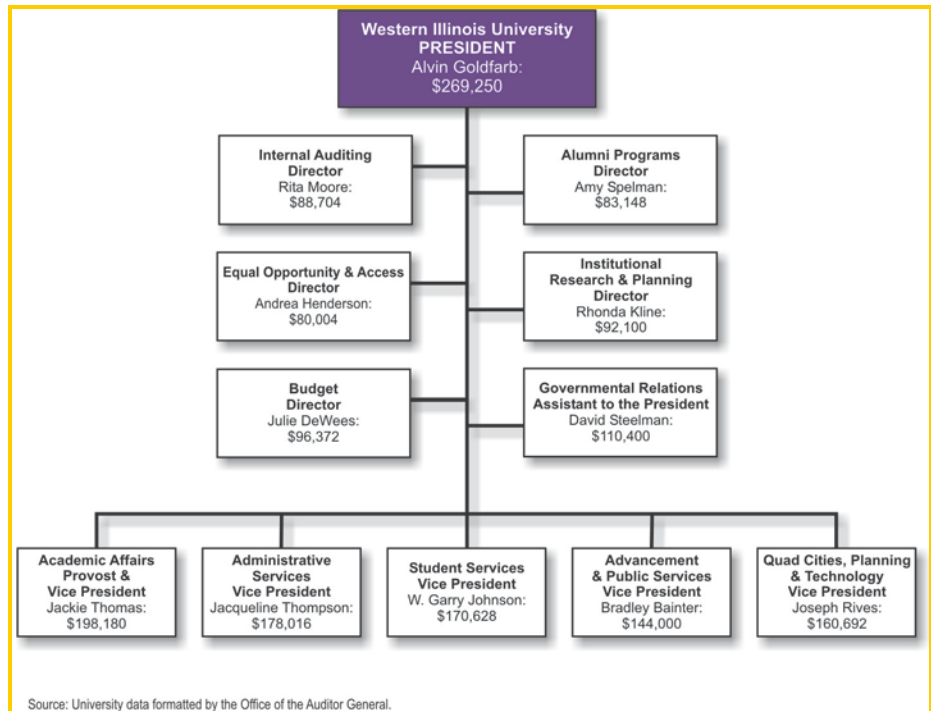 Western Illinois University
PRESIDENT
Alvin Goldfarb:
$269,250
Internal Auditing
Director
Rita Moore:
$88,704
Alumni Programs
Director
Amy Spelman:
$83,148
Equal Opportunity & Access
Director
Andrea Henderson:
$80,004
Institutional
Research & Planning
Director
Rhonda Kline:
$92,100
Budget
Director
Julie DeWees:
$96,372
Governmental Relations
Assistant to the President
David Steelman:
$110,400
Academic Affairs
Provost &
Vice President
Jackie Thomas:
$198,180
Administrative
Services
Vice President
Jacqueline Thompson:
$178,016
Student Services
Vice President
W. Garry Johnson:
$170,628
Advancement
& Public Services
Vice President
Bradley Bainter:
$144,000
Quad Cities, Planning
& Technology
Vice President
Joseph Rives:
$160,692
Source: University data formatted by the Office of the Auditor General.